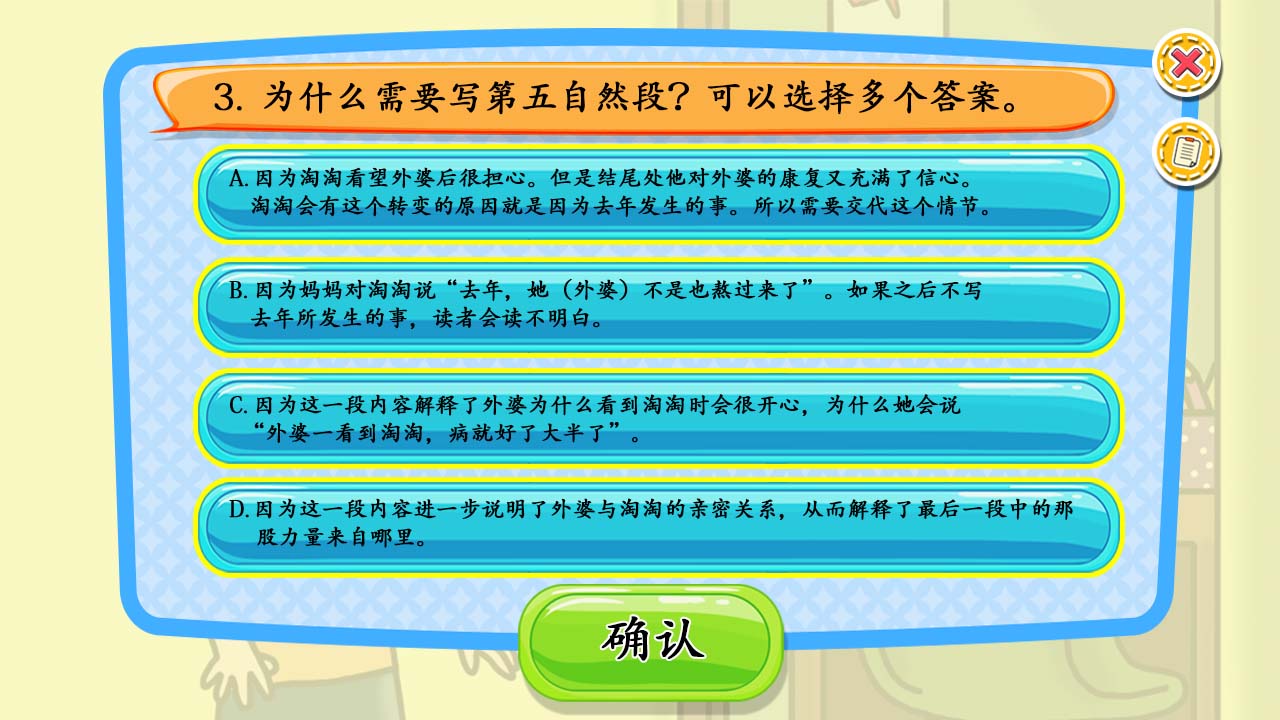 3. 为什么需要写第五自然段？可以选择多个答案。
A. 因为淘淘看望外婆后很担心。但是结尾处他对外婆的康复又充满了信心。
淘淘会有这个转变的原因就是因为去年发生的事。所以需要交代这个情节。
B. 因为妈妈对淘淘说“去年，她（外婆）不是也熬过来了”。如果之后不写
去年所发生的事，读者会读不明白。
C. 因为这一段内容解释了外婆为什么看到淘淘时会很开心，为什么她会说
“外婆一看到淘淘，病就好了大半了”。
D. 因为这一段内容进一步说明了外婆与淘淘的亲密关系，从而解释了最后一段中的那
股力量来自哪里。
确认